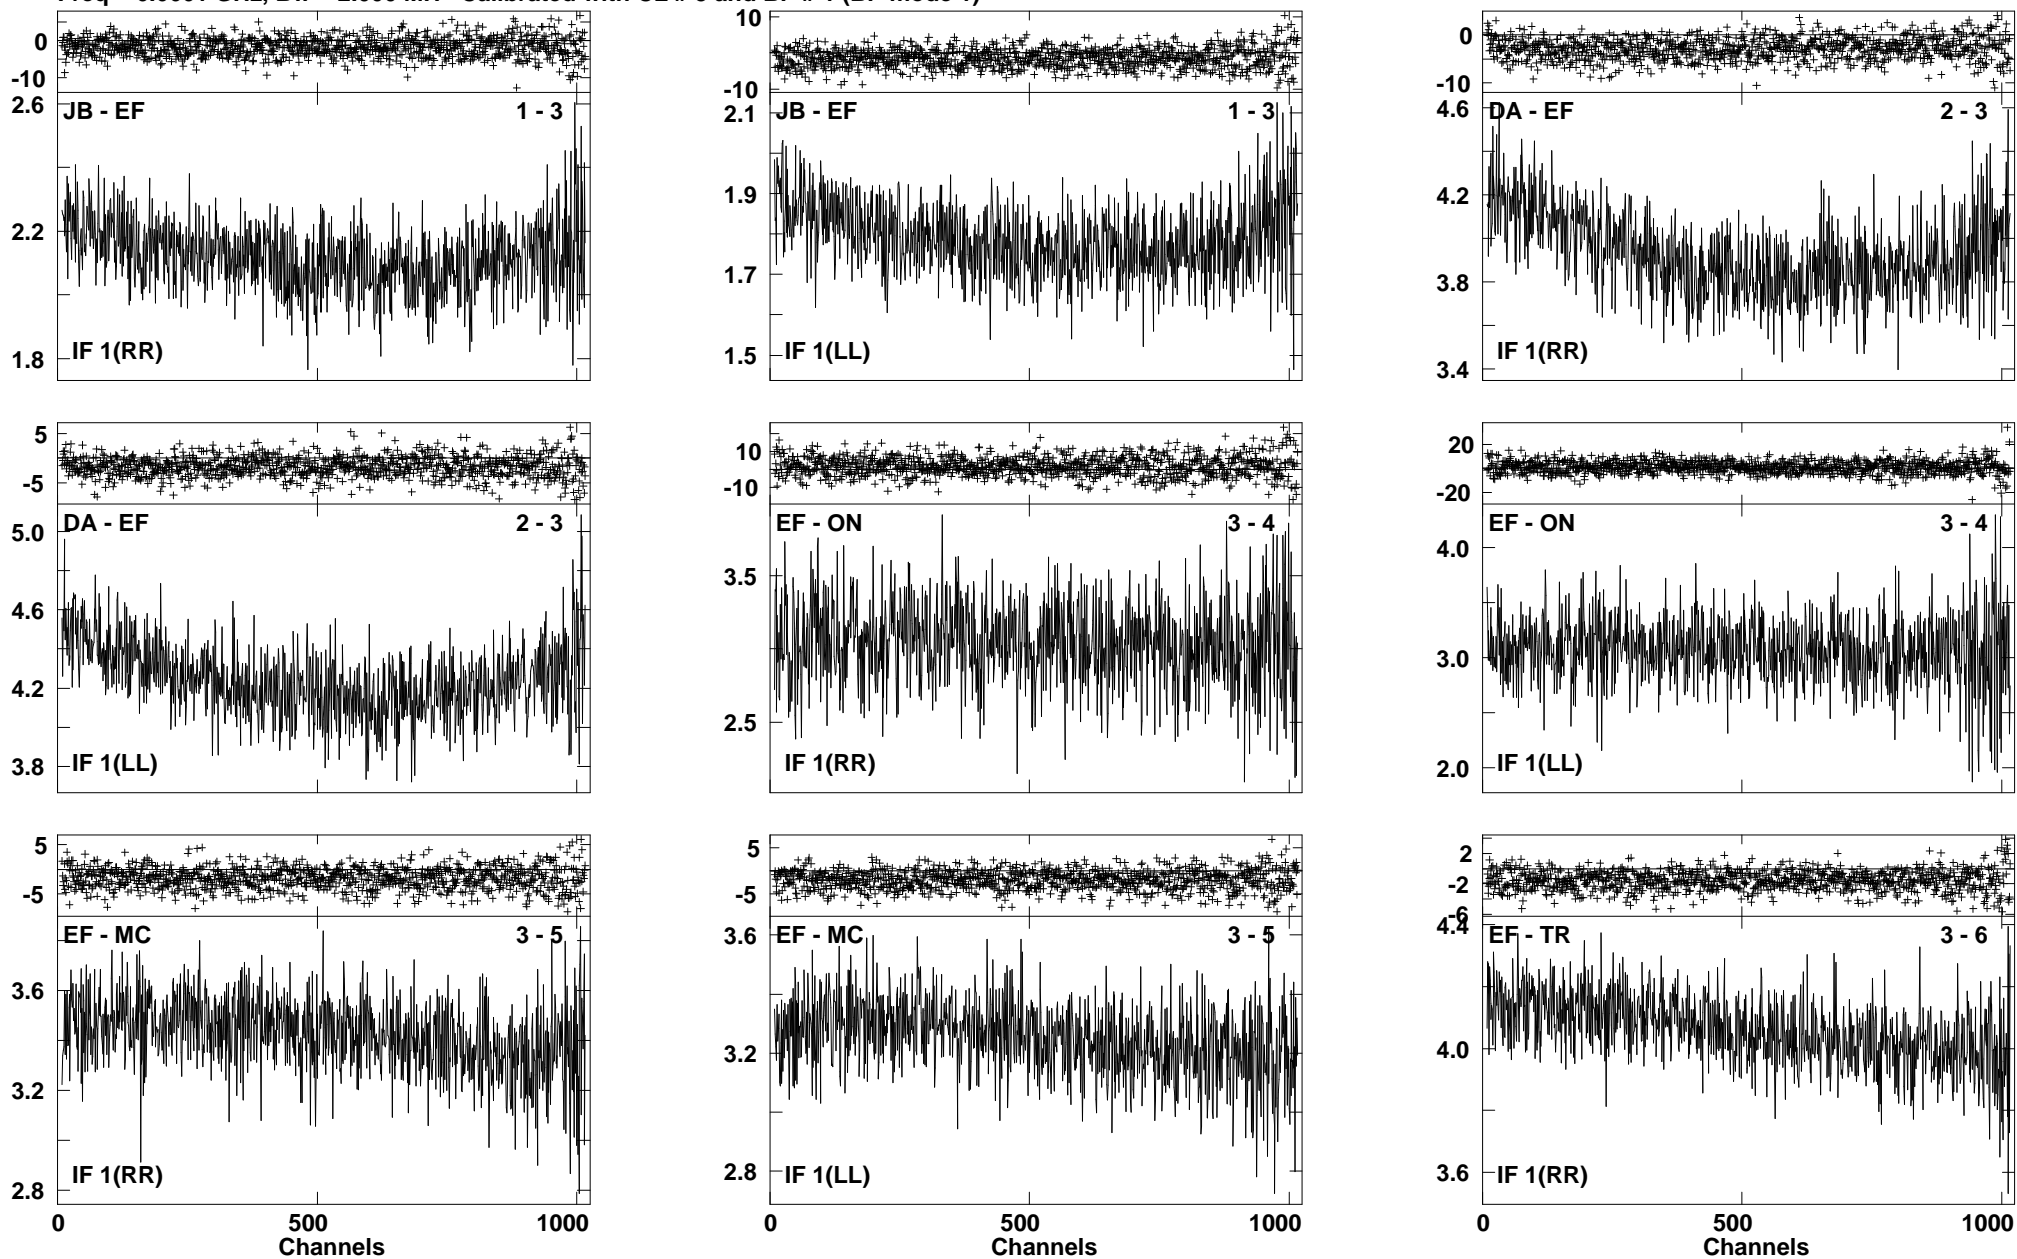 0
-10
2.6
2.2
1.8
JB - EF
1 - 3
IF 1(RR)
10
-10
2.1
1.9
1.7
1.5
JB - EF
1 - 3
IF 1(LL)
0
-10
4.6
4.2
3.8
3.4
DA - EF
2 - 3
IF 1(RR)
5
-5
5.0
4.6
4.2
3.8
DA - EF
2 - 3
IF 1(LL)
10
-10
3.5
2.5
EF - ON
3 - 4
IF 1(RR)
20
-20
4.0
3.0
2.0
EF - ON
3 - 4
IF 1(LL)
5
-5
3.6
3.2
2.8
EF - MC
3 - 5
IF 1(RR)
0 500 1000
Channels
5
-5
3.6
3.2
2.8
EF - MC
3 - 5
IF 1(LL)
0 500 1000
Channels
2
-2
-6
4.4
4.0
3.6
EF - TR
3 - 6
IF 1(RR)
0 500 1000
Channels